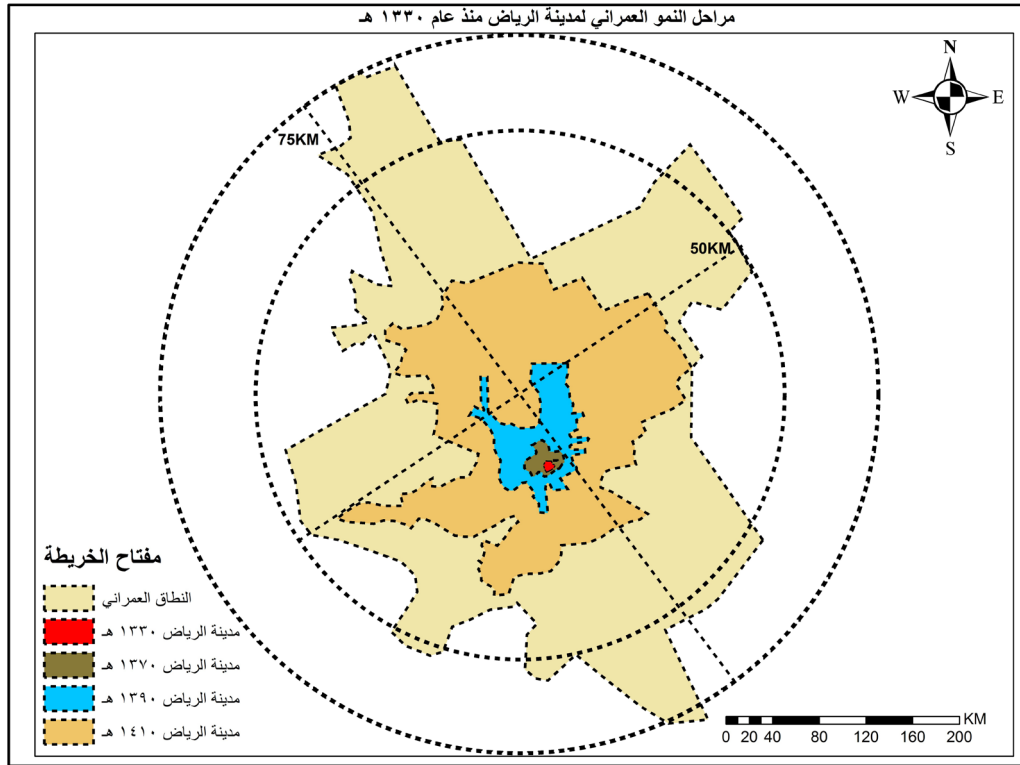 مراحل النمو العمراني لمدينة الرياض منذ عام ١٣٣٠ هـ
N
W E
S
75KM
50KM
مفتاح الخريطة
النطاق العمراني
مدينة الرياض ١٣٣٠ هـ
مدينة الرياض ١٣٧٠ هـ
مدينة الرياض ١٣٩٠ هـ
مدينة الرياض ١٤١٠ هـ
KM
0 20 40 80 120 160 200